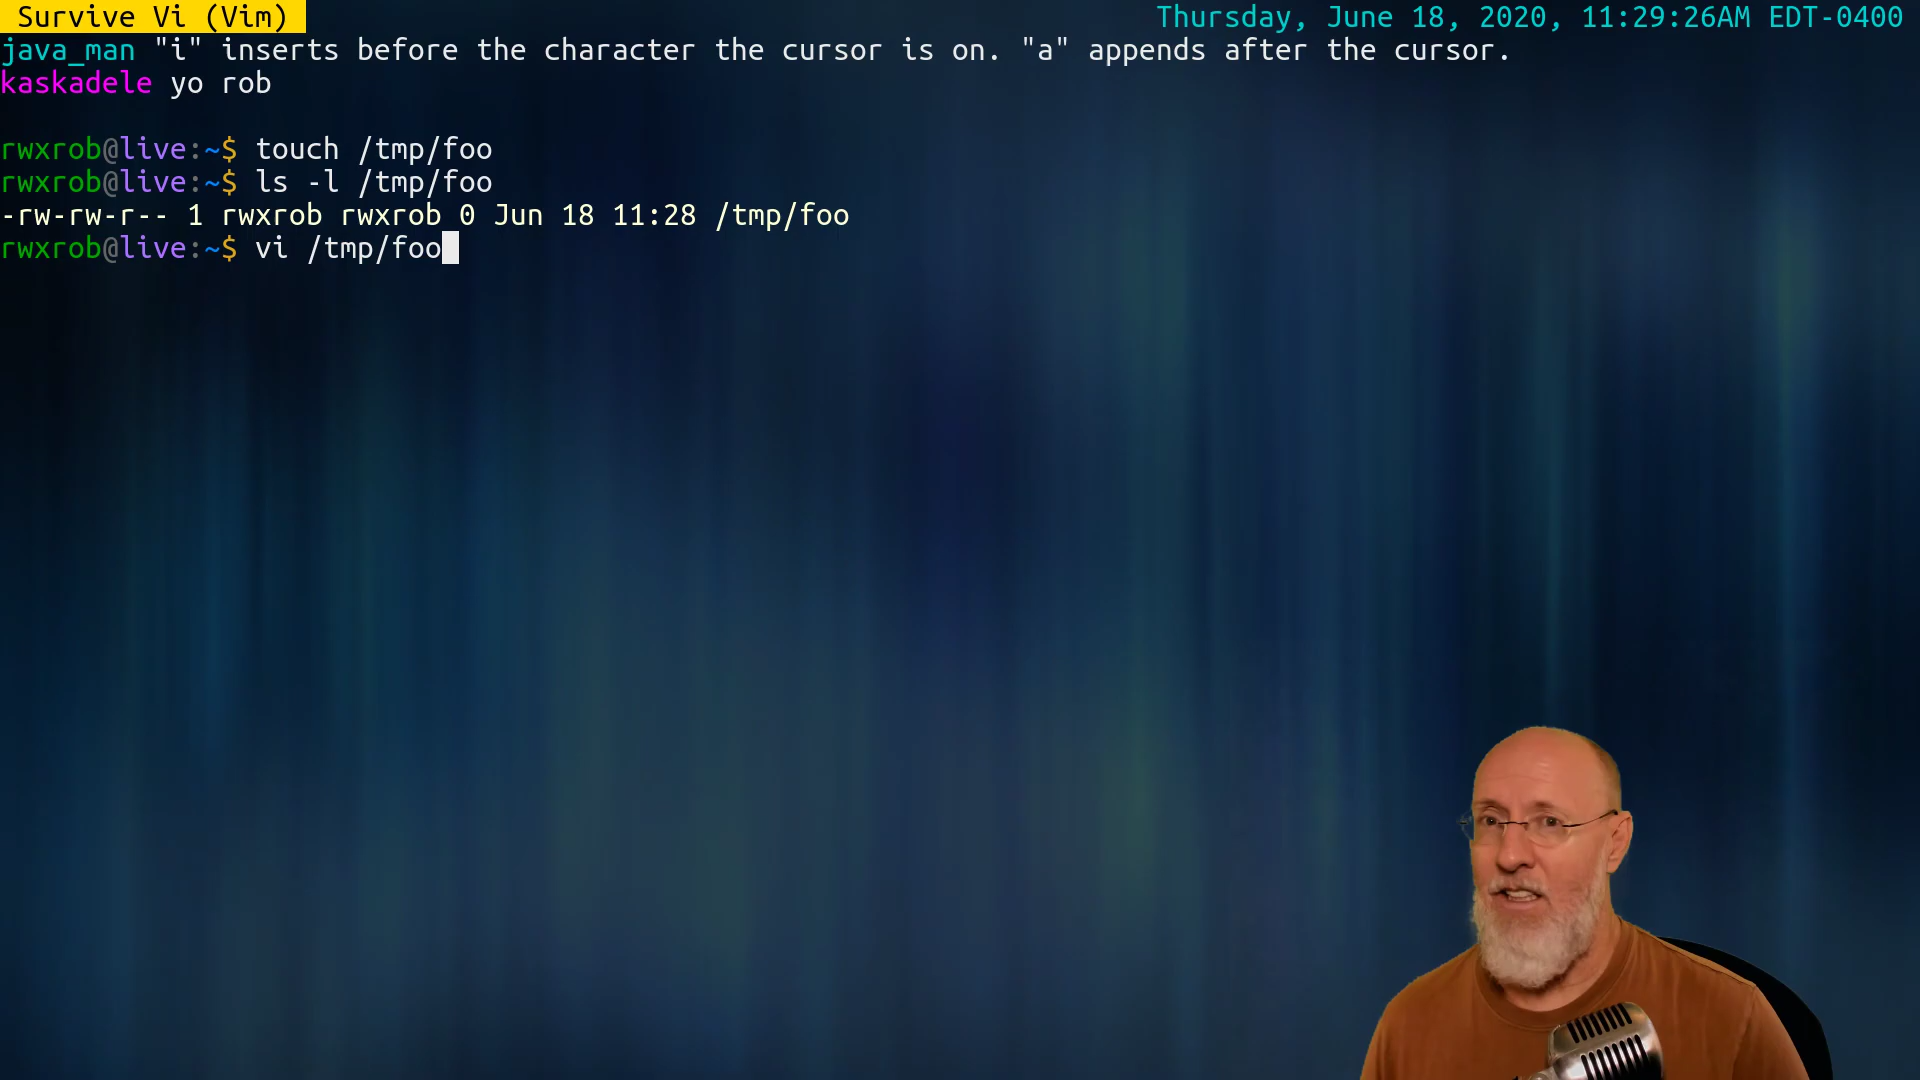 Survive Vi (Vim)
Thursday, June 18, 2020, 11:29:26AM EDT-0400
java_man "i" inserts before the character the cursor is on. "a" appends after the cursor.
kaskadele yo rob
rwxrob@live:~$ touch /tmp/foo
rwxrob@live:~$ ls -l /tmp/foo
-rw-rw-r-- 1 rwxrob rwxrob 0 Jun 18 11:28 /tmp/foo
rwxrob@live:~$ vi /tmp/foo